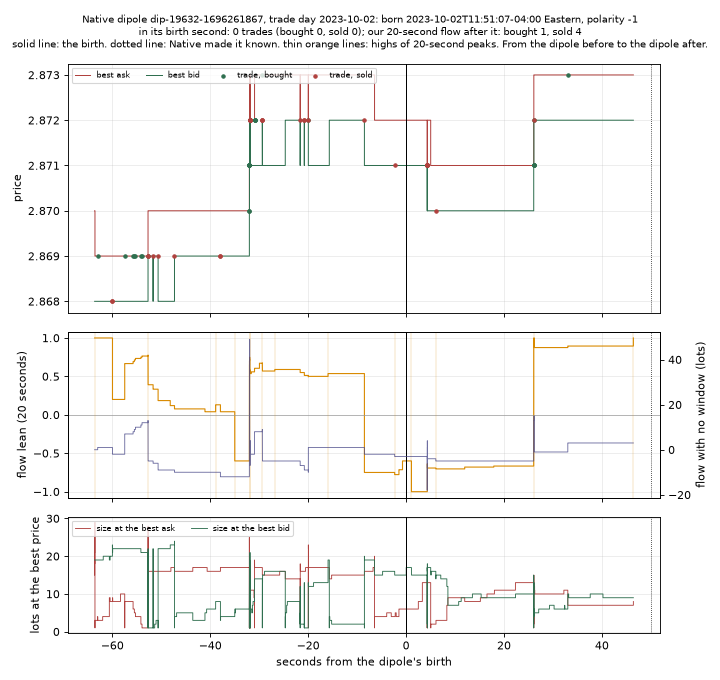 Native dipole dip-19632-1696261867, trade day 2023-10-02: born 2023-10-02T11:51:07-04:00 Eastern, polarity -1
in its birth second: 0 trades (bought 0, sold 0); our 20-second flow after it: bought 1, sold 4
solid line: the birth. dotted line: Native made it known. thin orange lines: highs of 20-second peaks. From the dipole before to the dipole after.
best ask
best bid
trade, bought
trade, sold
2.873
2.872
2.871
2.870
2.869
2.868
price
1.0
0.5
0.0
−0.5
−1.0
flow lean (20 seconds)
40
20
0
−20
flow with no window (lots)
size at the best ask
size at the best bid
30
20
10
0
lots at the best price
−60
−40
−20
0
20
40
seconds from the dipole's birth